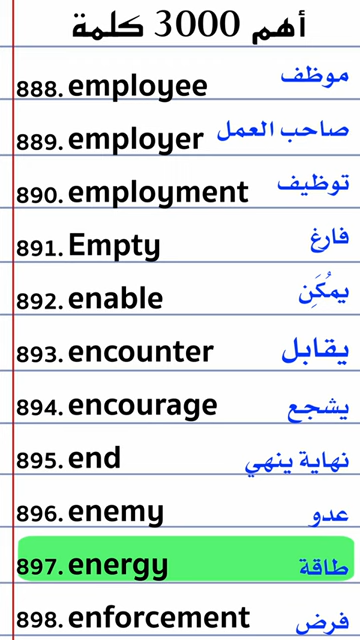 أهم 3000 كلمة
888. employee موظف
889. employer صاحب العمل
890. employment توظيف
891. Empty فارغ
892. enable يمُكَِن
893. encounter يقابل
894. encourage يشجع
895. end نهاية ينهي
896. enemy عدو
897. energy طاقة
898. enforcement فرض